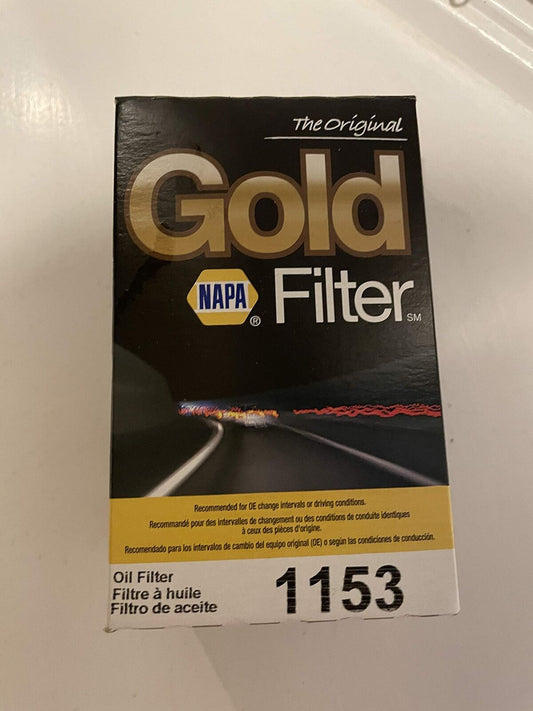 The Original
Gold
NAPA ®
Filter SM
Recommended for OE change intervals or driving conditions.
Recommandé pour des intervalles de changement ou des conditions de conduite identiques
à ceux des pièces d'origine.
Recomendado para los intervalos de cambio del equipo original (OE) o según las condiciones de conducción.
Oil Filter
Filtre à huile
Filtro de aceite
1153